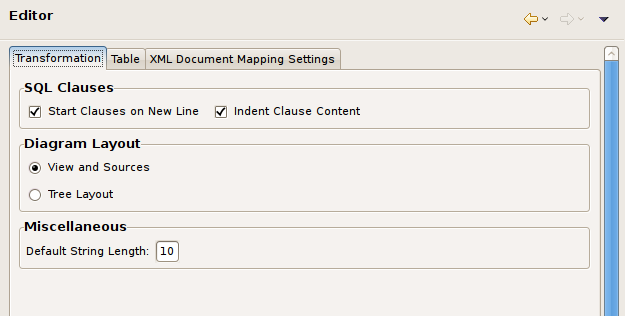 Editor
Transformation Table XML Document Mapping Settings
SQL Clauses
Start Clauses on New Line Indent Clause Content
Diagram Layout
View and Sources
Tree Layout
Miscellaneous
Default String Length: 10